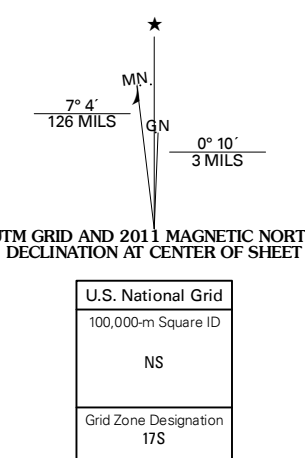 ★
MN.
7° 4´
126 MILS
GN
0° 10´
3 MILS
UTM GRID AND 2011 MAGNETIC NORT
DECLINATION AT CENTER OF SHEET
U.S. National Grid
100,000-m Square ID
NS
Grid Zone Designation
17S